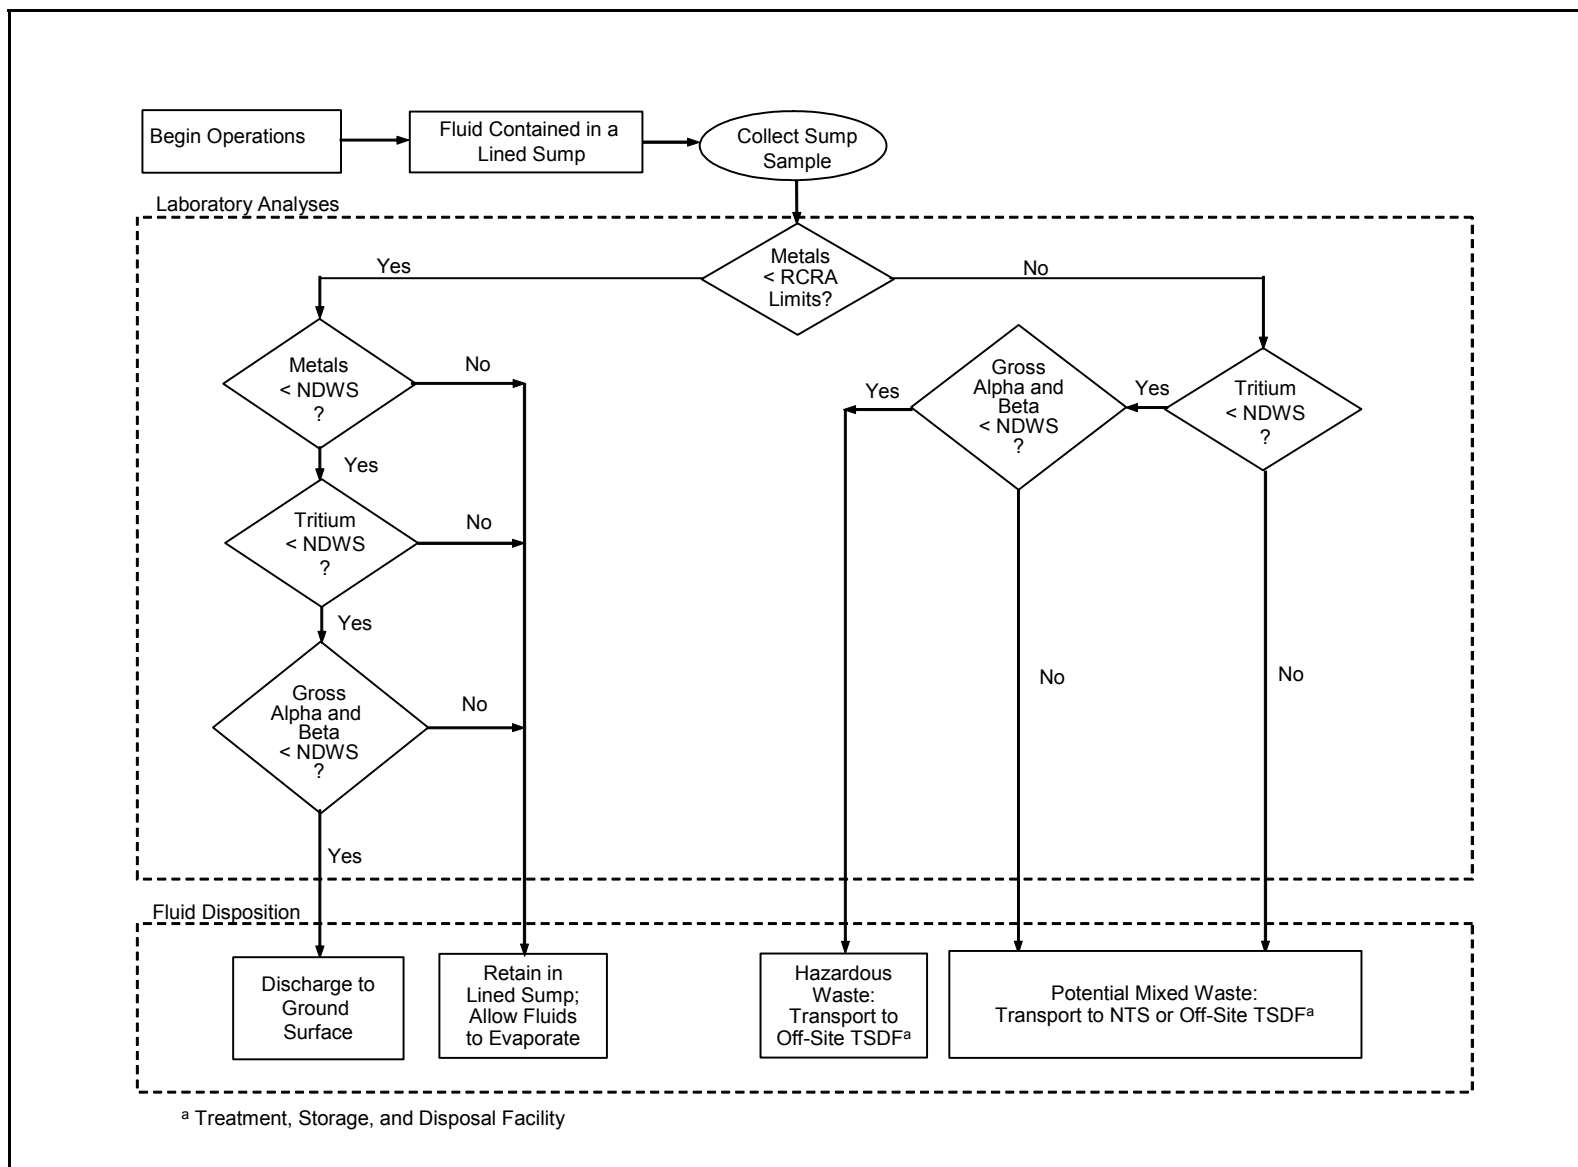 Begin Operations
Fluid Contained in a
Lined Sump
Collect Sump
Sample
Laboratory Analyses
Metals
< RCRA
Limits?
Yes
No
Metals
< NDWS
?
No
Yes
Tritium
< NDWS
?
No
Yes
Gross
Alpha and
Beta
< NDWS
?
No
Yes
Tritium
< NDWS
?
Yes
No
Gross
Alpha and
Beta
< NDWS
?
Yes
No
Fluid Disposition
Discharge to
Ground
Surface
Retain in
Lined Sump;
Allow Fluids
to Evaporate
Hazardous
Waste:
Transport to
Off-Site TSDFᵃ
Potential Mixed Waste:
Transport to NTS or Off-Site TSDFᵃ
ᵃ Treatment, Storage, and Disposal Facility